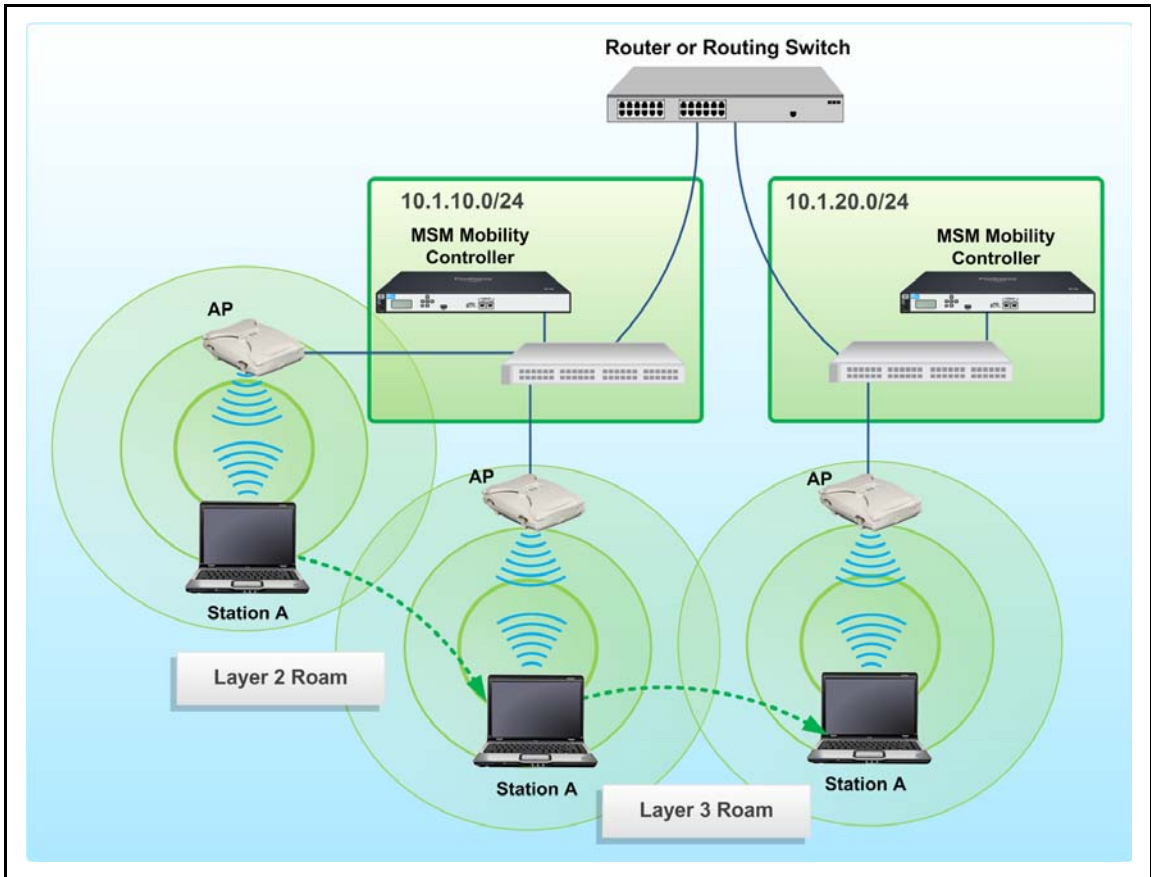 Router or Routing Switch
10.1.10.0/24
MSM Mobility
Controller
10.1.20.0/24
MSM Mobility
Controller
AP
AP
AP
Station A
Layer 2 Roam
Station A
Station A
Layer 3 Roam